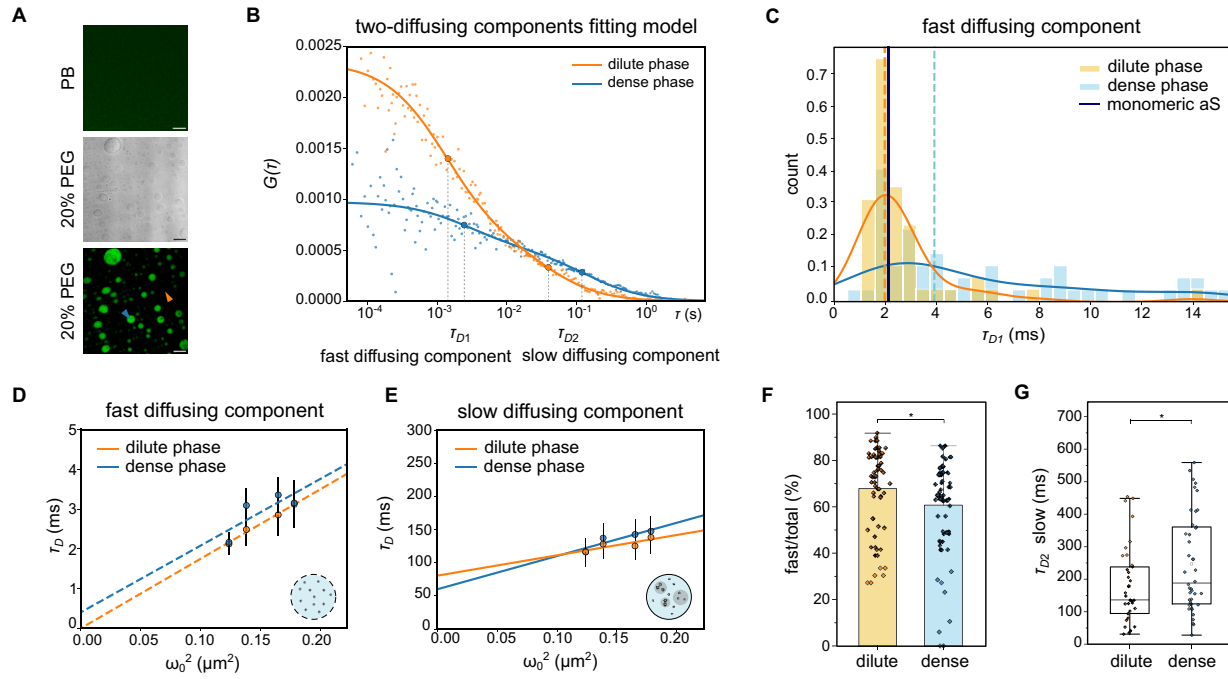 A
PB
20% PEG
20% PEG
B
two-diffusing components fitting model
dilute phase
dense phase
G(τ)
0.0025
0.0020
0.0015
0.0010
0.0005
0.0000
10⁻⁴ 10⁻³ 10⁻² 10⁻¹ 10⁰ τ (s)
τD1 τD2
fast diffusing component slow diffusing component
C
fast diffusing component
dilute phase
dense phase
monomeric aS
count
0.7
0.6
0.4
0.3
0.1
0.0
0 2 4 6 8 10 12 14
τD1 (ms)
D
fast diffusing component
dilute phase
dense phase
τD (ms)
5
4
3
2
1
0
0.00 0.05 0.10 0.15 0.20
ω₀² (µm²)
E
slow diffusing component
dilute phase
dense phase
τD (ms)
300
250
200
150
100
50
0
0.00 0.05 0.10 0.15 0.20
ω₀² (µm²)
F
fast/total (%)
100
80
60
40
20
0
*
dilute dense
G
τD2 slow (ms)
700
600
500
400
300
200
100
0
*
dilute dense